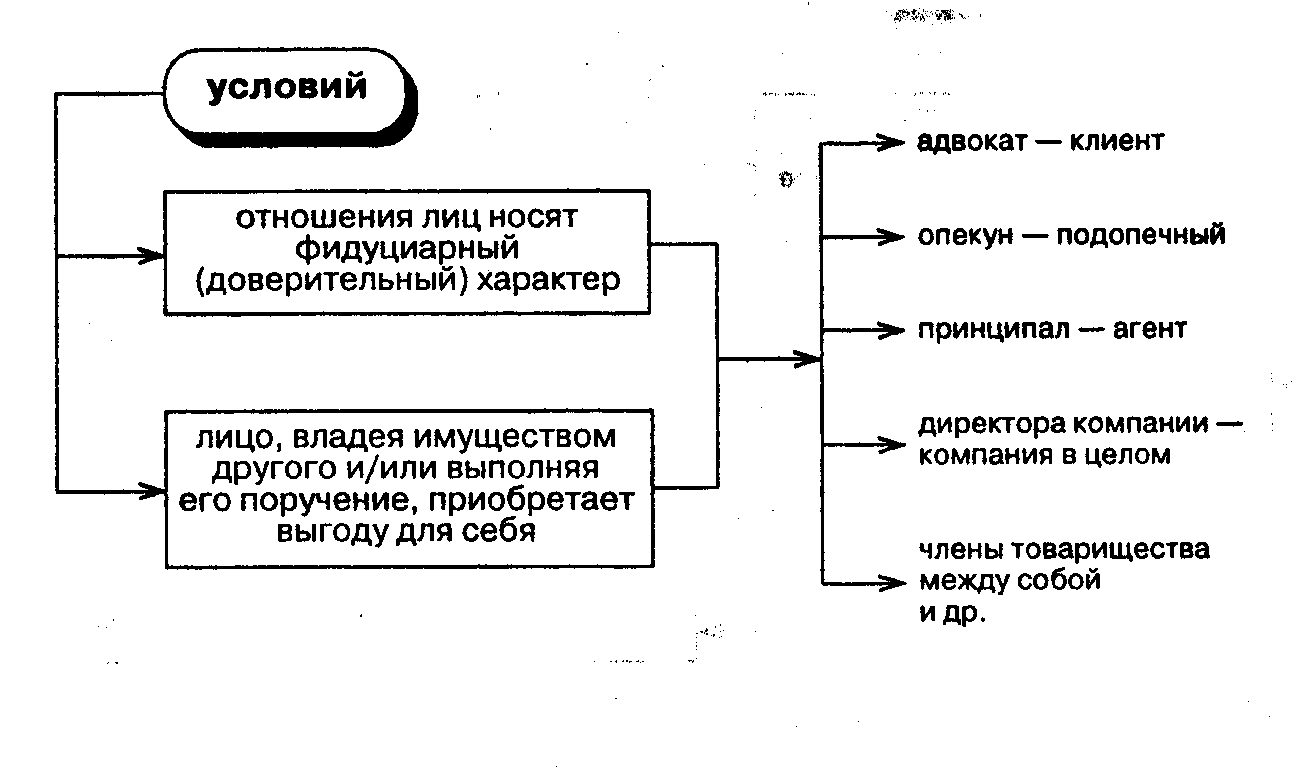 условий
отношения лиц носят
фидуциарный
(доверительный) характер
лицо, владея имуществом
другого и/или выполняя
его поручение, приобретает
выгоду для себя
адвокат — клиент
опекун — подопечный
принципал — агент
директора компании —
компания в целом
члены товарищества
между собой
и др.